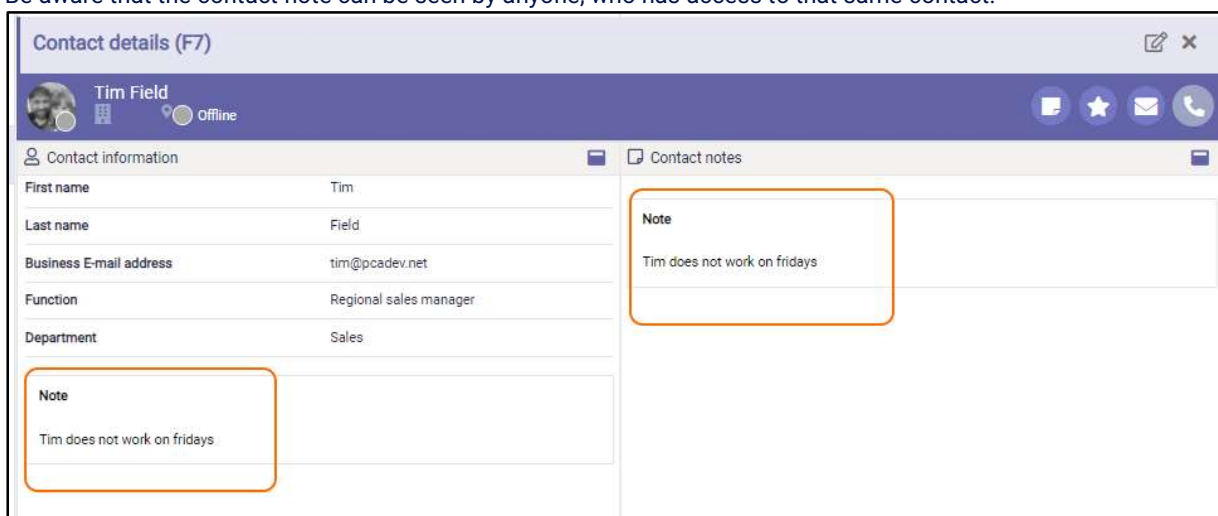 Be aware that the contact note can be seen by anyone, who has access to that same contact.
Contact details (F7)
Tim Field
Offline
Contact information
First name Tim
Last name Field
Business E-mail address tim@pcadev.net
Function Regional sales manager
Department Sales
Note
Tim does not work on fridays
Contact notes
Note
Tim does not work on fridays